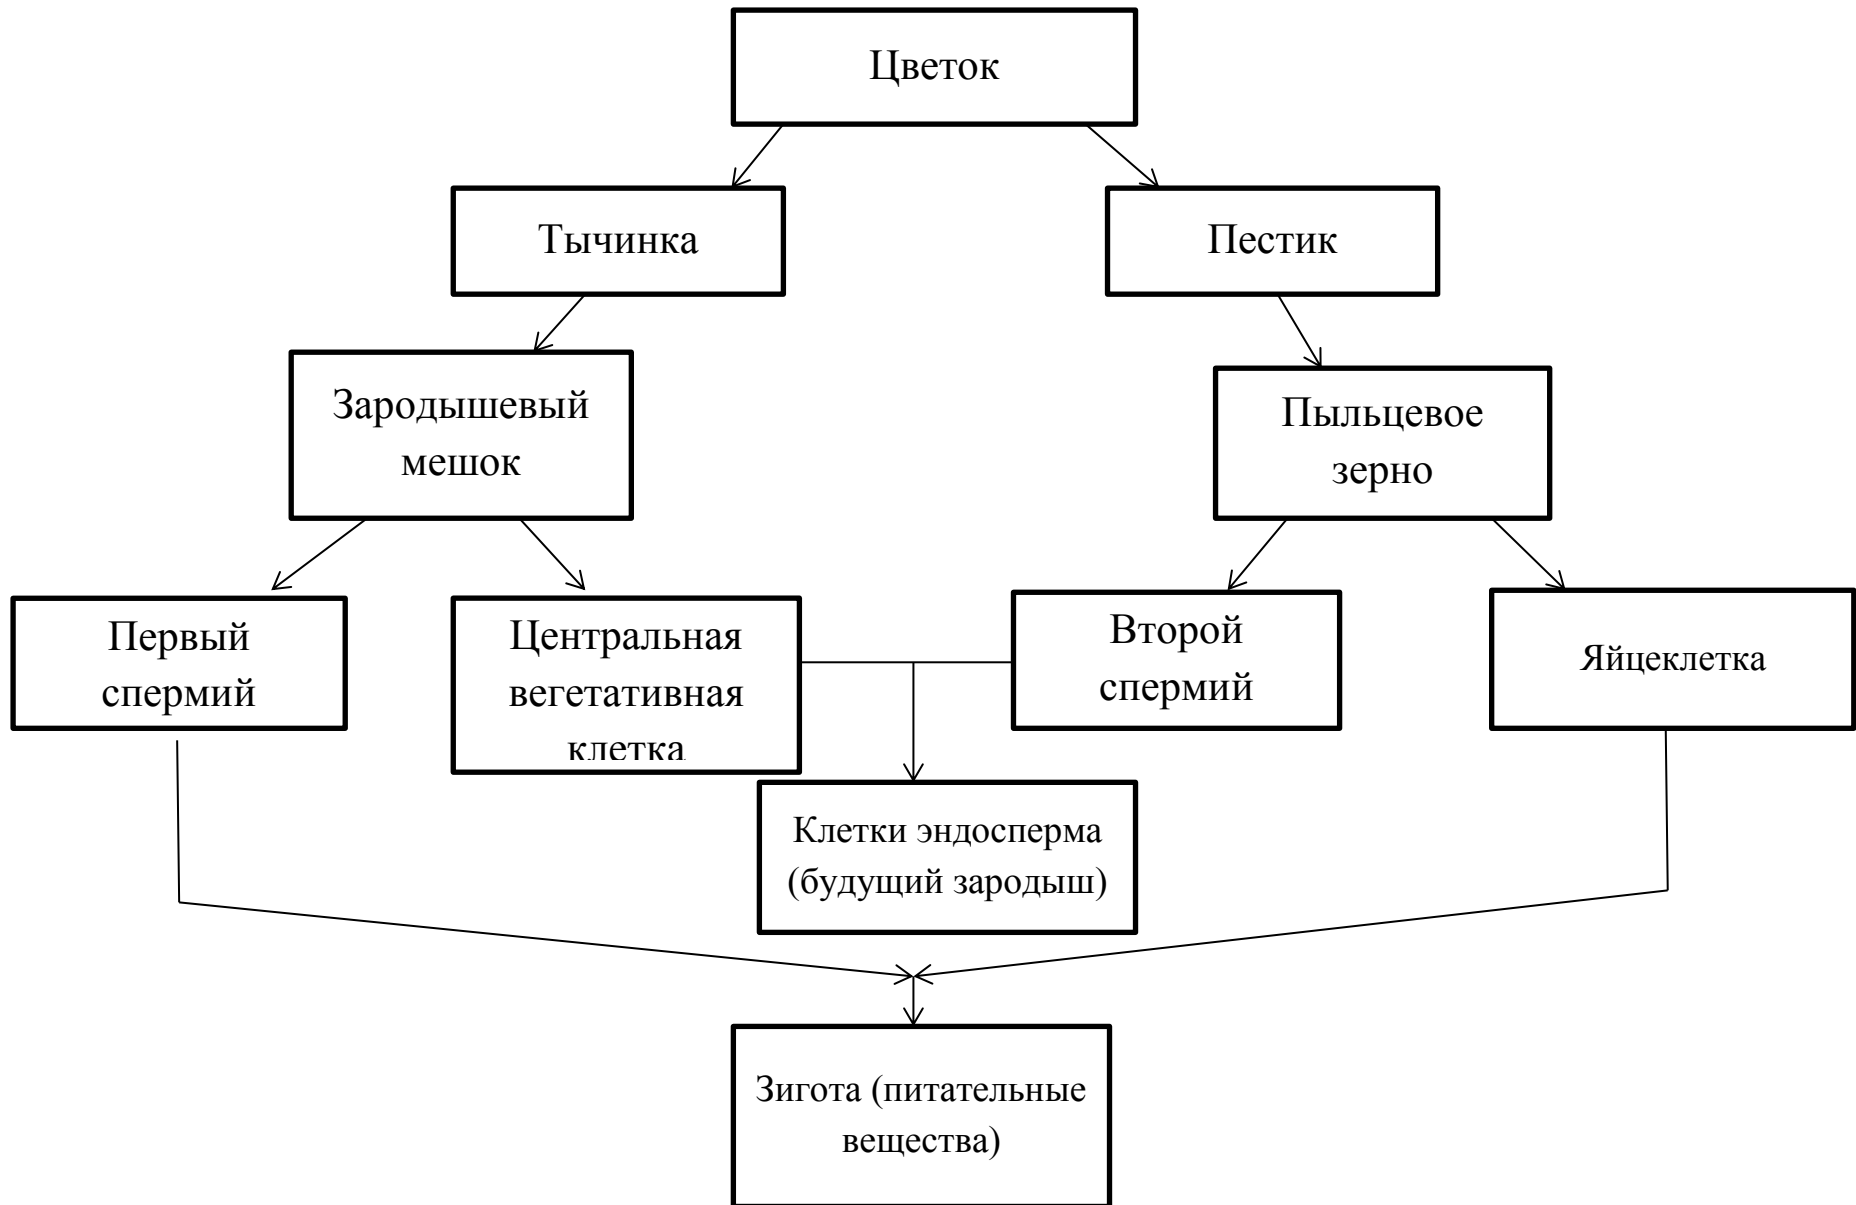 Цветок
Тычинка
Пестик
Зародышевый
мешок
Пыльцевое
зерно
Первый
спермий
Центральная
вегетативная
клетка
Второй
спермий
Яйцеклетка
Клетки эндосперма
(будущий зародыш)
Зигота (питательные
вещества)